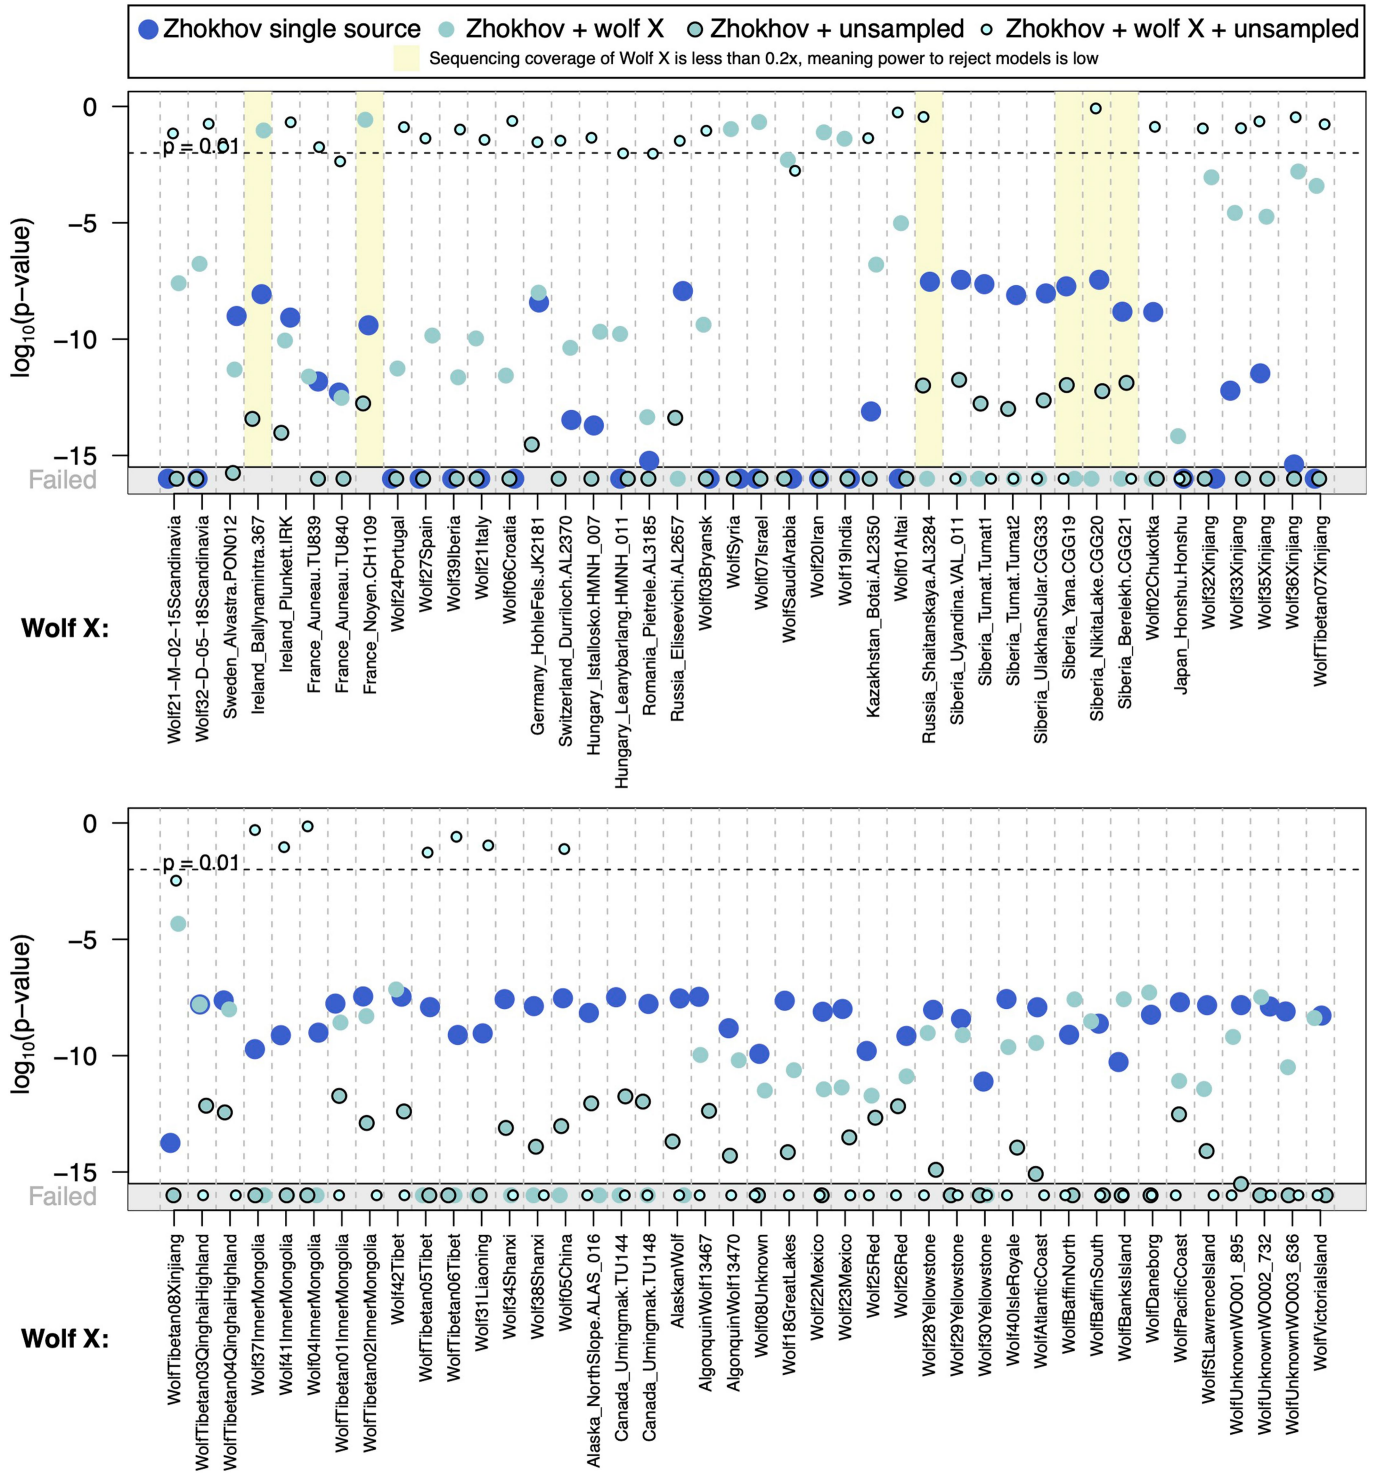 Zhokhov single source Zhokhov + wolf X Zhokhov + unsampled Zhokhov + wolf X + unsampled
Sequencing coverage of Wolf X is less than 0.2x, meaning power to reject models is low
log10(p−value)
0
−5
−10
−15
Failed
p = 0.01
Wolf X:
Wolf21−M−02−15Scandinavia
Wolf32−D−05−18Scandinavia
Sweden_Alvastra.PON012
Ireland_Ballynamintra.367
Ireland_Plunkett.IRK
France_Auneau.TU839
France_Auneau.TU840
France_Noyen.CH1109
Wolf24Portugal
Wolf27Spain
Wolf39Iberia
Wolf21Italy
Wolf06Croatia
Germany_HohleFels.JK2181
Switzerland_Durriloch.AL2370
Hungary_Istallosko.HMNH_007
Hungary_Leanybarlang.HMNH_011
Romania_Pietrele.AL3185
Russia_Eliseevichi.AL2657
Wolf03Bryansk
WolfSyria
Wolf07Israel
WolfSaudiArabia
Wolf20Iran
Wolf19India
Kazakhstan_Botai.AL2350
Wolf01Altai
Russia_Shaitanskaya.AL3284
Siberia_Uyandina.VAL_011
Siberia_Tumat.Tumat1
Siberia_Tumat.Tumat2
Siberia_UlakhanSular.CGG33
Siberia_Yana.CGG19
Siberia_NikitaLake.CGG20
Siberia_Berelekh.CGG21
Wolf02Chukotka
Japan_Honshu.Honshu
Wolf32Xinjiang
Wolf33Xinjiang
Wolf35Xinjiang
Wolf36Xinjiang
WolfTibetan07Xinjiang
log10(p−value)
0
−5
−10
−15
Failed
p = 0.01
Wolf X:
WolfTibetan08Xinjiang
WolfTibetan03QinghaiHighland
WolfTibetan04QinghaiHighland
Wolf37InnerMongolia
Wolf41InnerMongolia
Wolf04InnerMongolia
WolfTibetan01InnerMongolia
WolfTibetan02InnerMongolia
Wolf42Tibet
WolfTibetan05Tibet
WolfTibetan06Tibet
Wolf31Liaoning
Wolf34Shanxi
Wolf38Shanxi
Wolf05China
Alaska_NorthSlope.ALAS_016
Canada_Umingmak.TU144
Canada_Umingmak.TU148
AlaskanWolf
AlgonquinWolf13467
AlgonquinWolf13470
Wolf08Unknown
Wolf18GreatLakes
Wolf22Mexico
Wolf23Mexico
Wolf25Red
Wolf26Red
Wolf28Yellowstone
Wolf29Yellowstone
Wolf30Yellowstone
Wolf40IsleRoyale
WolfAtlanticCoast
WolfBaffinNorth
WolfBaffinSouth
WolfBanksIsland
WolfDaneborg
WolfPacificCoast
WolfStLawrenceIsland
WolfUnknownWO001_895
WolfUnknownWO002_732
WolfUnknownWO003_636
WolfVictoriaIsland